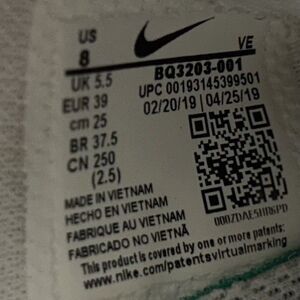 US VE
8 BQ3203-001
UK 5.5 UPC 00193145399501
EUR 39 02/20/19 | 04/25/19
cm 25
BR 37.5
CN 250
(2.5)
MADE IN VIETNAM
HECHO EN VIETNAM
FABRIQUE AU VIETNAM
FABRICADO NO VIETNÃ
This product is covered by one or more patents:
www.nike.com/patentsvirtualmarking